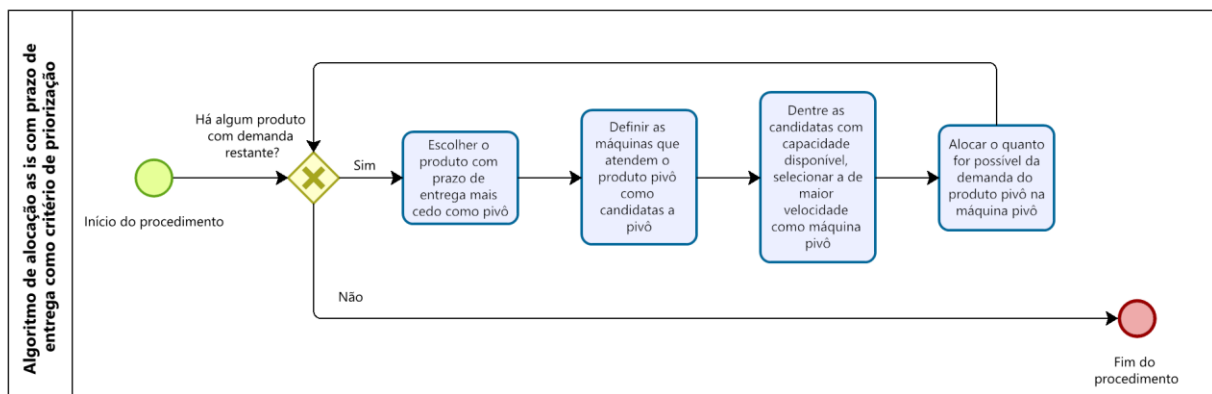 Algoritmo de alocação as is com prazo de
entrega como critério de priorização
Início do procedimento
Há algum produto
com demanda
restante?
Sim
Escolher o
produto com
prazo de
entrega mais
cedo como pivô
Definir as
máquinas que
atendem o
produto pivô
como
candidatas a
pivô
Dentre as
candidatas com
capacidade
disponível,
selecionar a de
maior
velocidade
como máquina
pivô
Alocar o quanto
for possível da
demanda do
produto pivô na
máquina pivô
Não
Fim do
procedimento